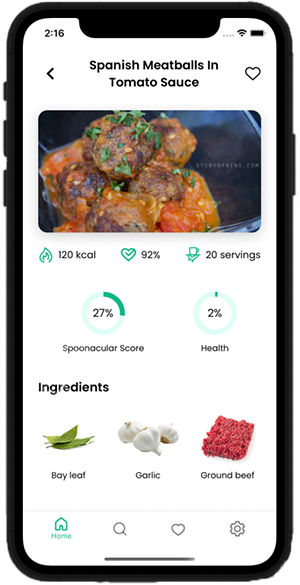 2:16
Spanish Meatballs In
Tomato Sauce
STORYOFBING.COM
120 kcal
92%
20 servings
27%
2%
Spoonacular Score
Health
Ingredients
Bay leaf
Garlic
Ground beef
Home